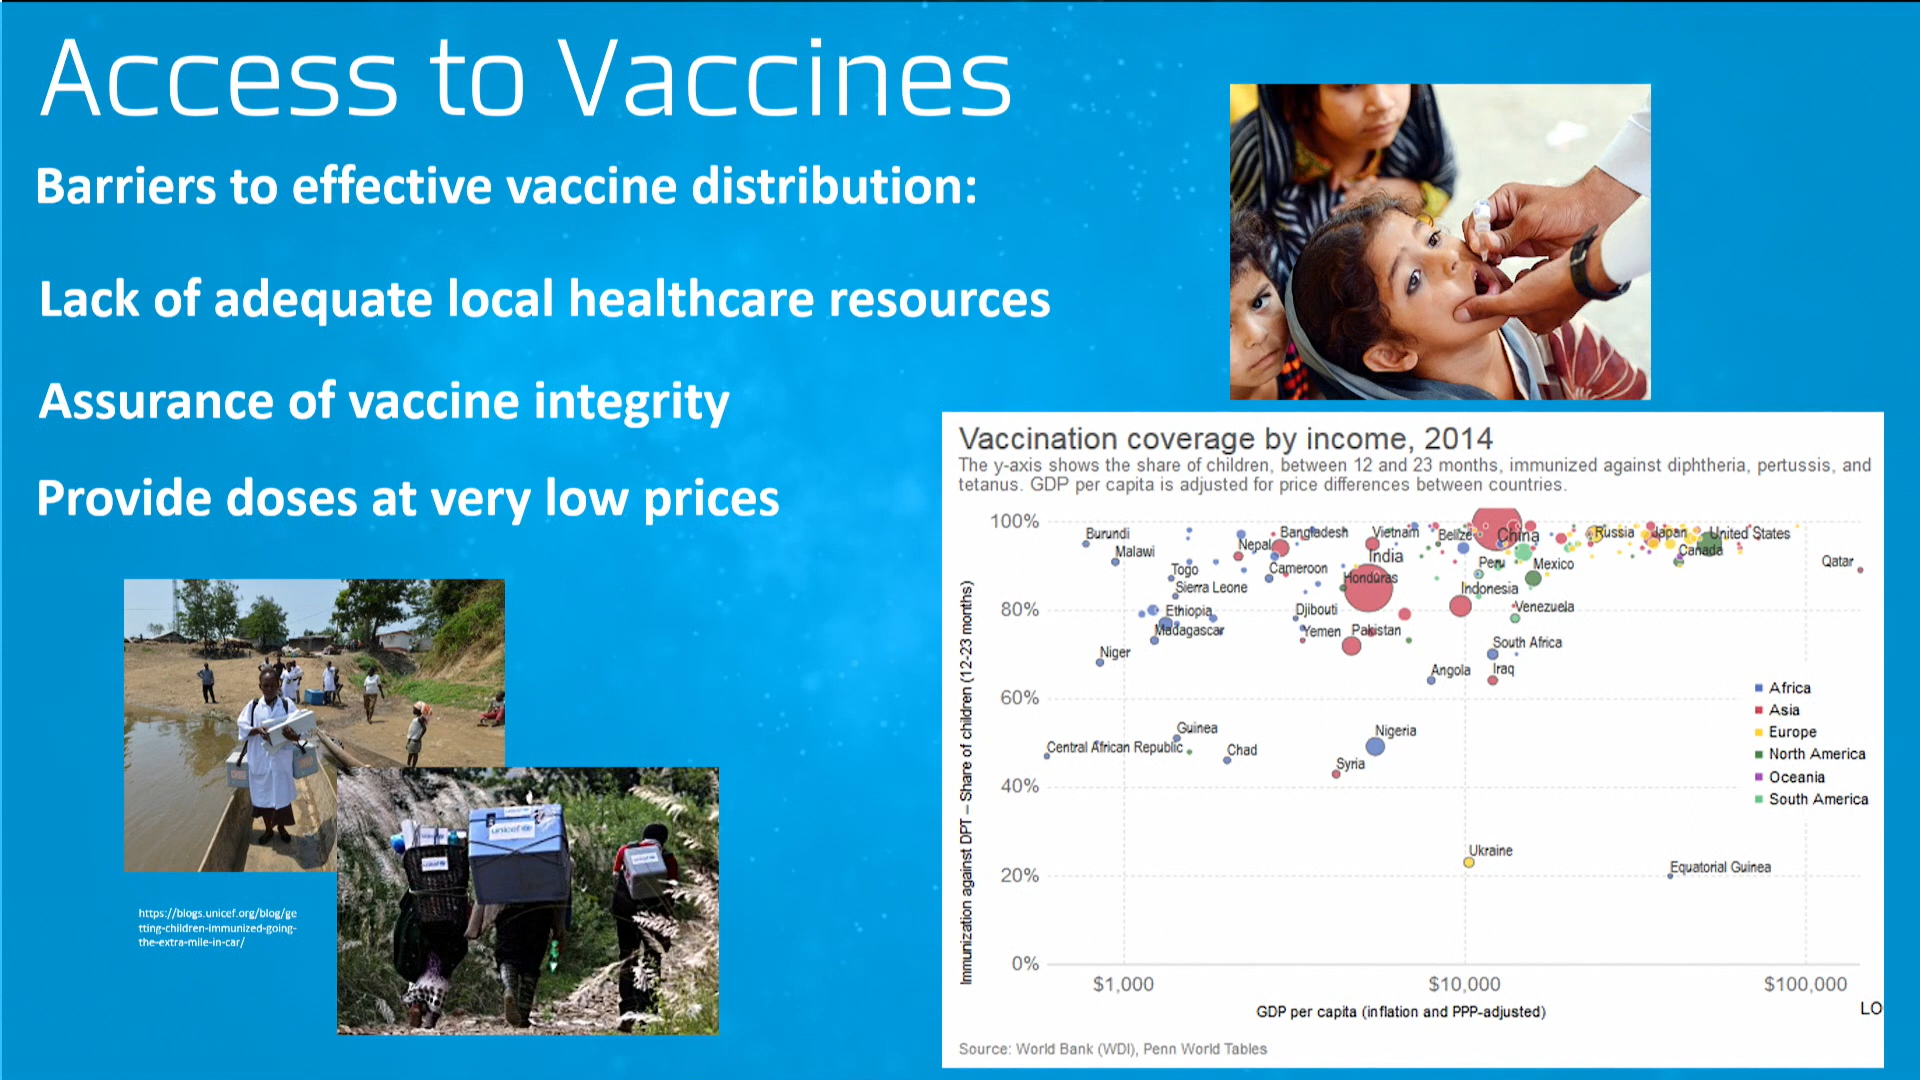 Access to Vaccines
Barriers to effective vaccine distribution:
Lack of adequate local healthcare resources
Assurance of vaccine integrity
Provide doses at very low prices
https://blogs.unicef.org/blog/ge
tting-children-immunized-going-
the-extra-mile-in-car/
unicef
Vaccination coverage by income, 2014
The y-axis shows the share of children, between 12 and 23 months, immunized against diphtheria, pertussis, and
tetanus. GDP per capita is adjusted for price differences between countries.
Immunization against DPT – Share of children (12-23 months)
100%
80%
60%
40%
20%
0%
Burundi
Malawi
Togo
Sierra Leone
Ethiopia
Madagascar
Niger
Nepal
Bangladesh
Cameroon
Djibouti
Yemen
Vietnam
India
Honduras
Pakistan
Belize
China
Peru
Mexico
Indonesia
Venezuela
South Africa
Angola
Iraq
Russia
Japan
United States
Canada
Qatar
Guinea
Central African Republic
Chad
Nigeria
Syria
Ukraine
Equatorial Guinea
Africa
Asia
Europe
North America
Oceania
South America
$1,000
$10,000
$100,000
LO
GDP per capita (inflation and PPP-adjusted)
Source: World Bank (WDI), Penn World Tables